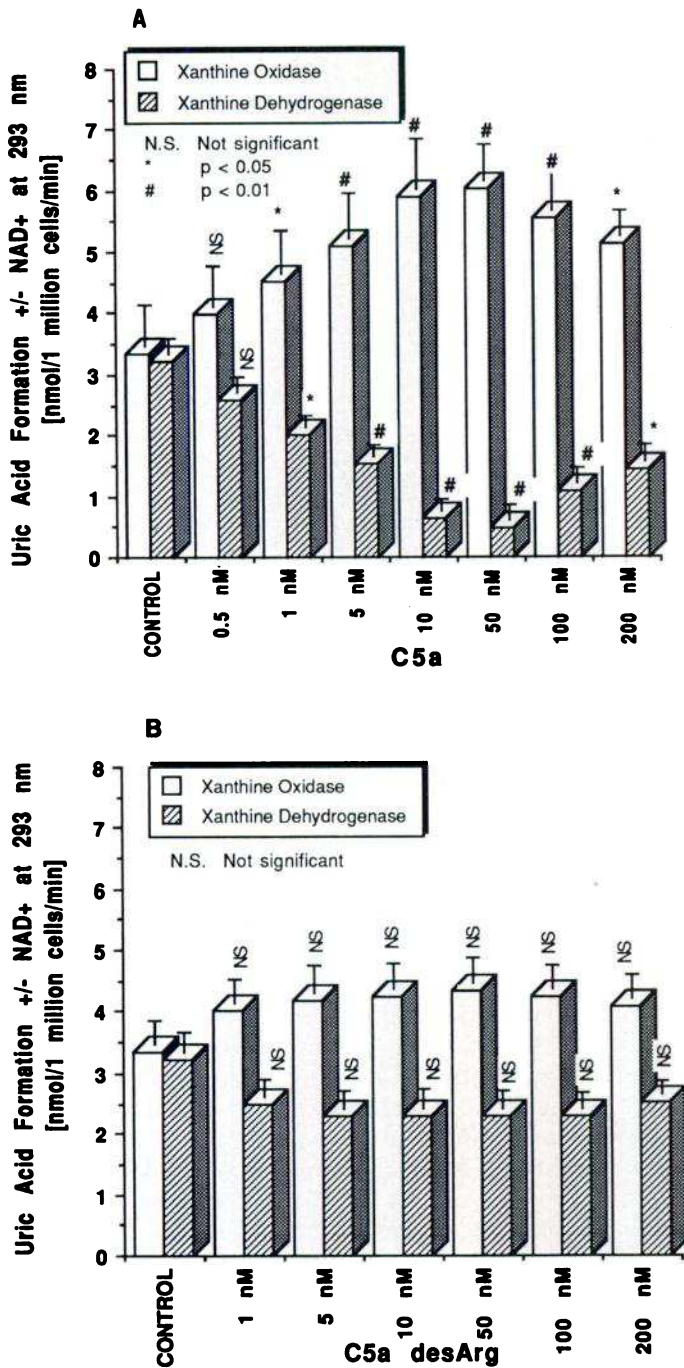 A
Uric Acid Formation +/- NAD+ at 293 nm
[nmol/1 million cells/min]
8
7
6
5
4
3
2
1
0
Xanthine Oxidase
Xanthine Dehydrogenase
N.S. Not significant
* p < 0.05
# p < 0.01
NS
NS
*
*
#
#
#
#
#
#
#
#
*
*
CONTROL
0.5 nM
1 nM
5 nM
10 nM
50 nM
100 nM
200 nM
C5a
B
Uric Acid Formation +/- NAD+ at 293 nm
[nmol/1 million cells/min]
8
7
6
5
4
3
2
1
0
Xanthine Oxidase
Xanthine Dehydrogenase
N.S. Not significant
NS
NS
NS
NS
NS
NS
NS
NS
NS
NS
NS
NS
CONTROL
1 nM
5 nM
10 nM
50 nM
100 nM
200 nM
C5a desArg